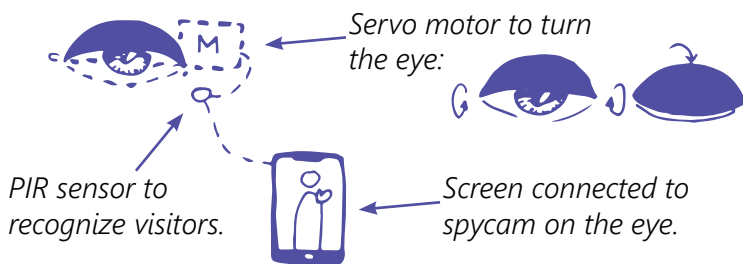 Servo motor to turn
the eye:
M
PIR sensor to
recognize visitors.
Screen connected to
spycam on the eye.